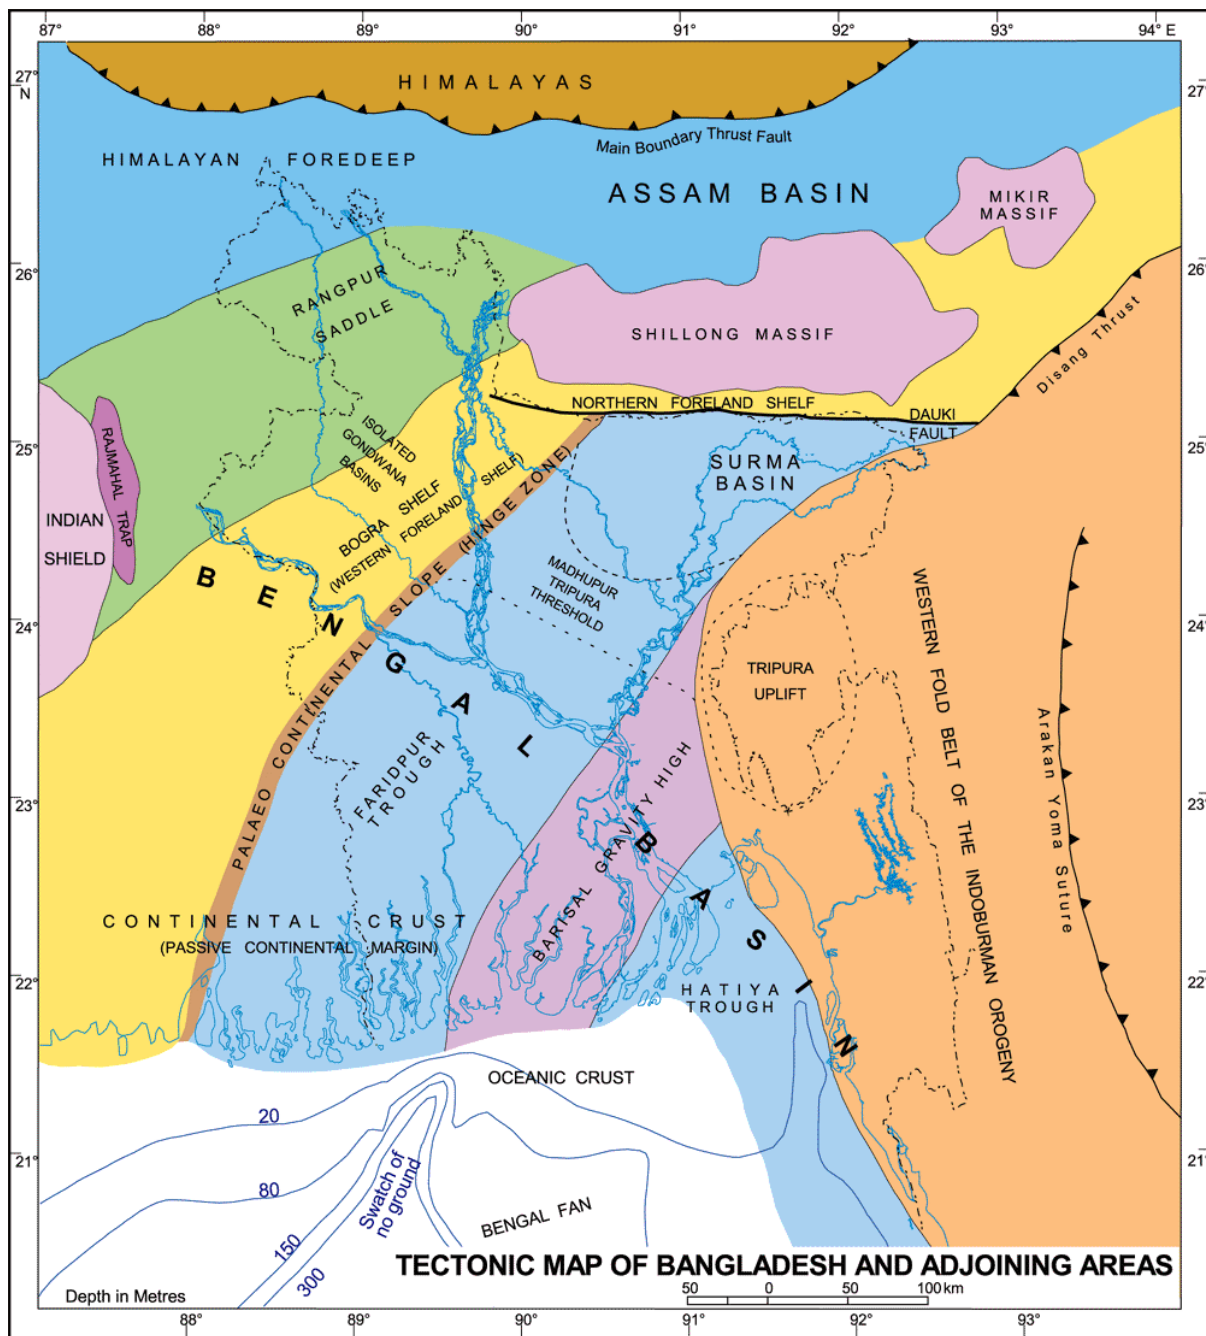 87°
88°
89°
90°
91°
92°
93°
94° E
27°
N
27°
HIMALAYAS
Main Boundary Thrust Fault
HIMALAYAN FOREDEEP
ASSAM BASIN
MIKIR
MASSIF
26°
26°
RANGPUR
SADDLE
SHILLONG MASSIF
Disang Thrust
NORTHERN FORELAND SHELF
DAUKI
FAULT
25°
25°
RAJMAHAL TRAP
ISOLATED
GONDWANA
BASINS
SURMA
BASIN
INDIAN
SHIELD
BOGRA SHELF
(WESTERN FORELAND SHELF)
PALAEO CONTINENTAL SLOPE (HINGE ZONE)
MADHUPUR
TRIPURA
THRESHOLD
BENGAL BASIN
24°
24°
TRIPURA
UPLIFT
WESTERN FOLD BELT OF THE INDOBURMAN OROGENY
Arakan Yoma Suture
FARIDPUR
TROUGH
23°
23°
BARISAL GRAVITY HIGH
CONTINENTAL CRUST
(PASSIVE CONTINENTAL MARGIN)
22°
22°
HATIYA
TROUGH
OCEANIC CRUST
20
80
150
300
Swatch of
no ground
BENGAL FAN
21°
21°
TECTONIC MAP OF BANGLADESH AND ADJOINING AREAS
50 0 50 100 km
Depth in Metres
88°
89°
90°
91°
92°
93°